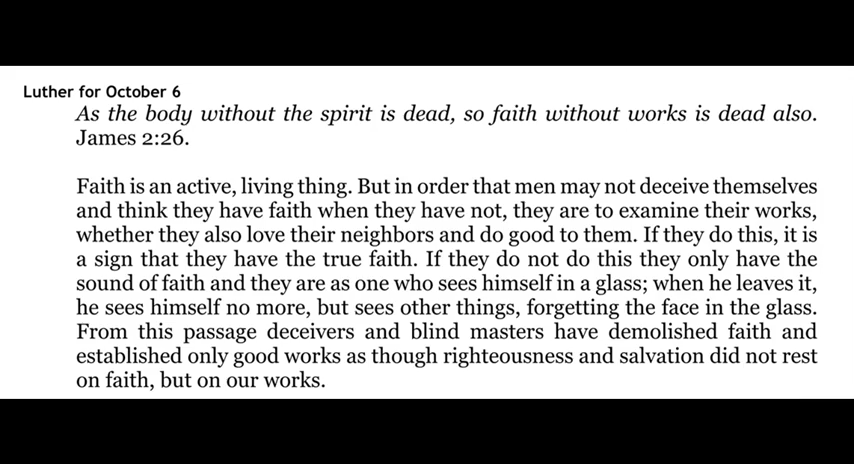 Luther for October 6
As the body without the spirit is dead, so faith without works is dead also.
James 2:26.
Faith is an active, living thing. But in order that men may not deceive themselves
and think they have faith when they have not, they are to examine their works,
whether they also love their neighbors and do good to them. If they do this, it is
a sign that they have the true faith. If they do not do this they only have the
sound of faith and they are as one who sees himself in a glass; when he leaves it,
he sees himself no more, but sees other things, forgetting the face in the glass.
From this passage deceivers and blind masters have demolished faith and
established only good works as though righteousness and salvation did not rest
on faith, but on our works.